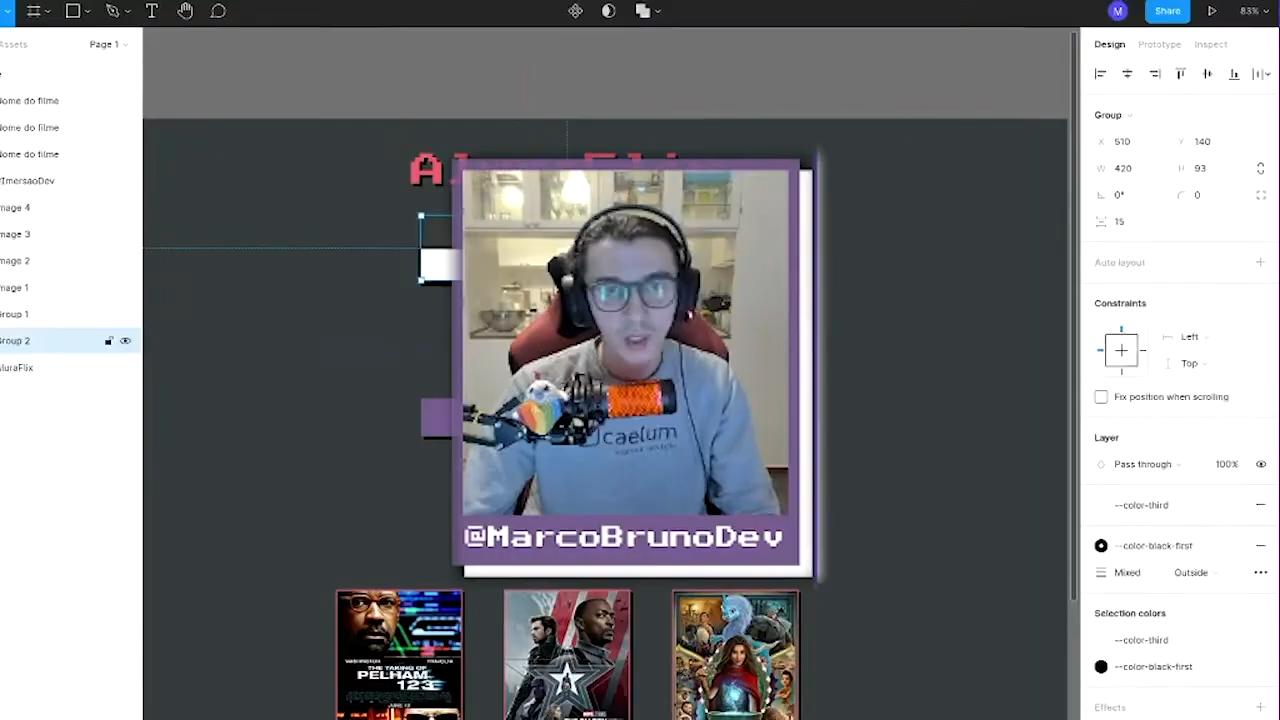 M
Share
83%
Assets
Page 1
Design
Prototype
Inspect
Nome do filme
Nome do filme
Nome do filme
#ImersaoDev
Image 4
Image 3
Image 2
Image 1
Group 1
Group 2
AluraFlix
caelum
@MarcoBrunoDev
THE TAKING OF
PELHAM
123
Group
X 510
Y 140
W 420
H 93
0°
0
15
Auto layout
Constraints
Left
Top
Fix position when scrolling
Layer
Pass through
100%
--color-third
--color-black-first
Mixed
Outside
Selection colors
--color-third
--color-black-first
Effects